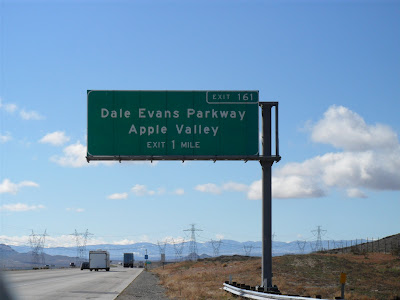 EXIT 161
Dale Evans Parkway
Apple Valley
EXIT 1 MILE